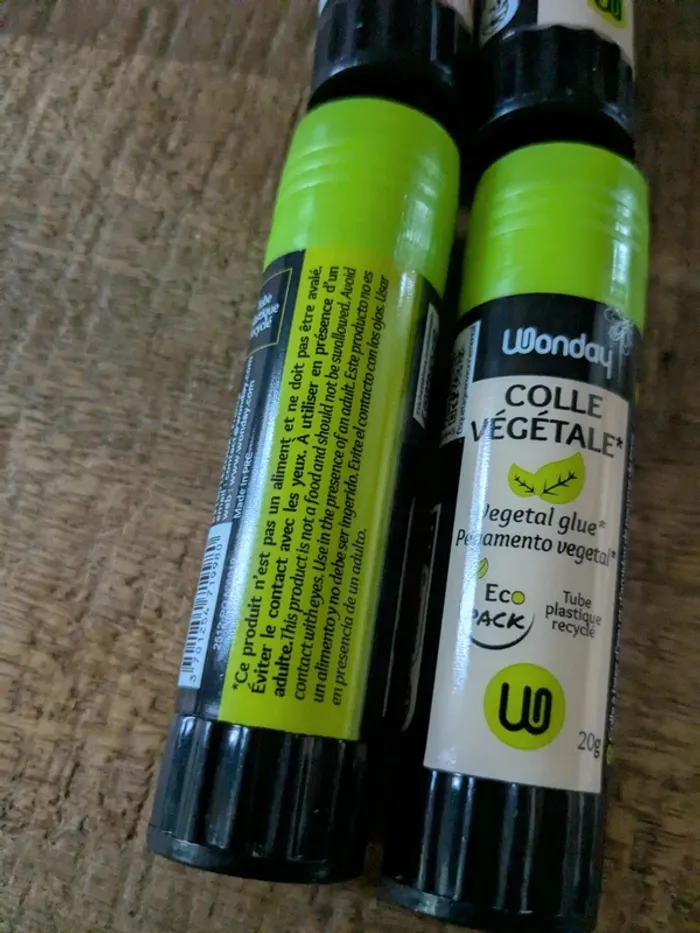 Tube
plastique
recyclé
web : www.wonday.com
Made in PRC
*Ce produit n'est pas un aliment et ne doit pas être avalé.
Éviter le contact avec les yeux. À utiliser en présence d'un
adulte. This product is not a food and should not be swallowed. Avoid
contact with eyes. Use in the presence of an adult. Este producto no es
un alimento y no debe ser ingerido. Evite el contacto con los ojos. Usar
en presencia de un adulto.
Wonday
COLLE
VÉGÉTALE*
Vegetal glue*
Pegamento vegetal*
Eco
PACK
Tube
plastique
recyclé
20g